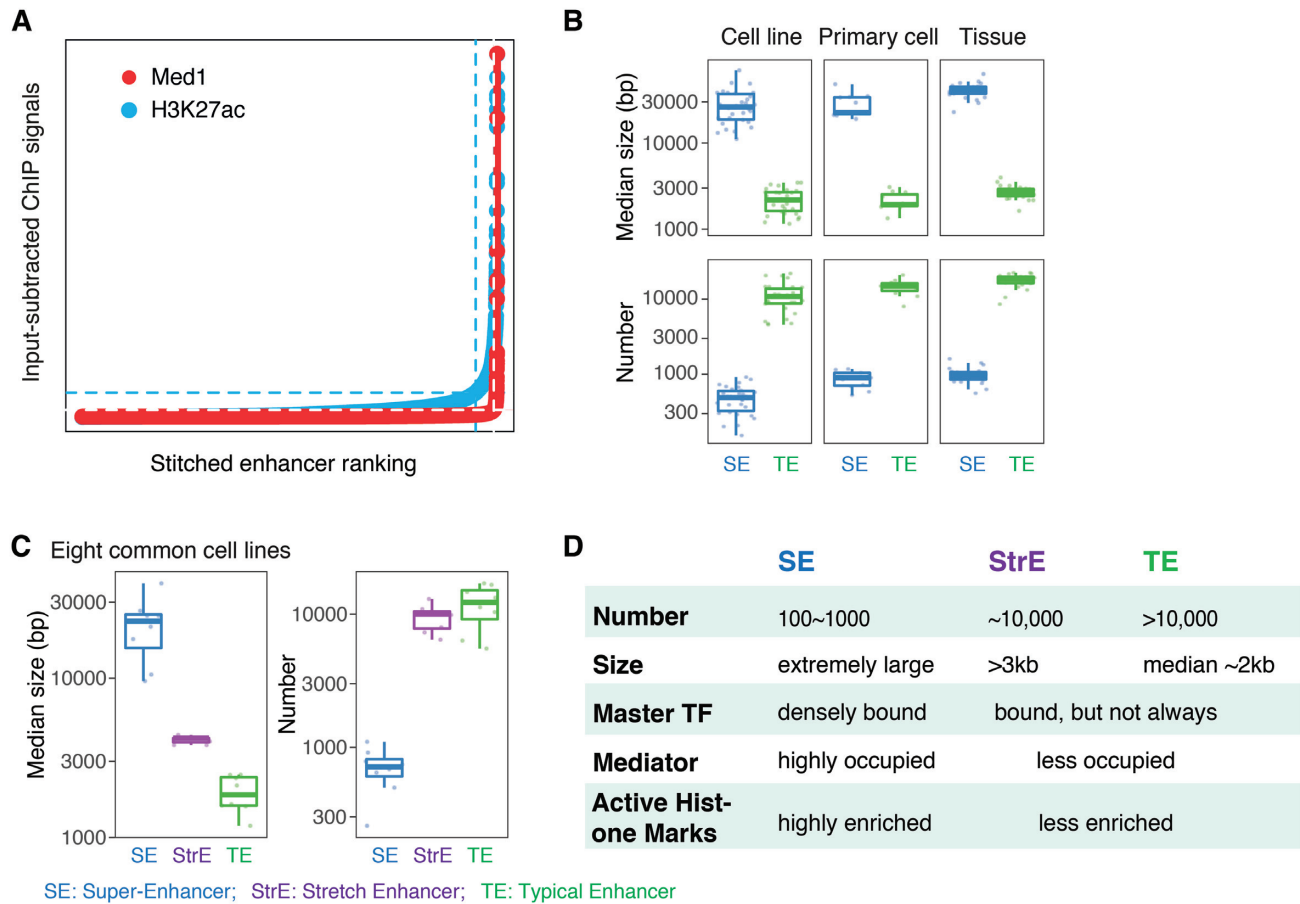 A
Input-subtracted ChIP signals
Med1
H3K27ac
Stitched enhancer ranking
B
Cell line
Primary cell
Tissue
Median size (bp)
30000
10000
3000
1000
Number
10000
3000
1000
300
SE
TE
SE
TE
SE
TE
C
Eight common cell lines
Median size (bp)
30000
10000
3000
1000
SE
StrE
TE
Number
10000
3000
1000
300
SE
StrE
TE
SE: Super-Enhancer; StrE: Stretch Enhancer; TE: Typical Enhancer
D
SE StrE TE
Number 100~1000 ~10,000 >10,000
Size extremely large >3kb median ~2kb
Master TF densely bound bound, but not always
Mediator highly occupied less occupied
Active Hist-
one Marks highly enriched less enriched